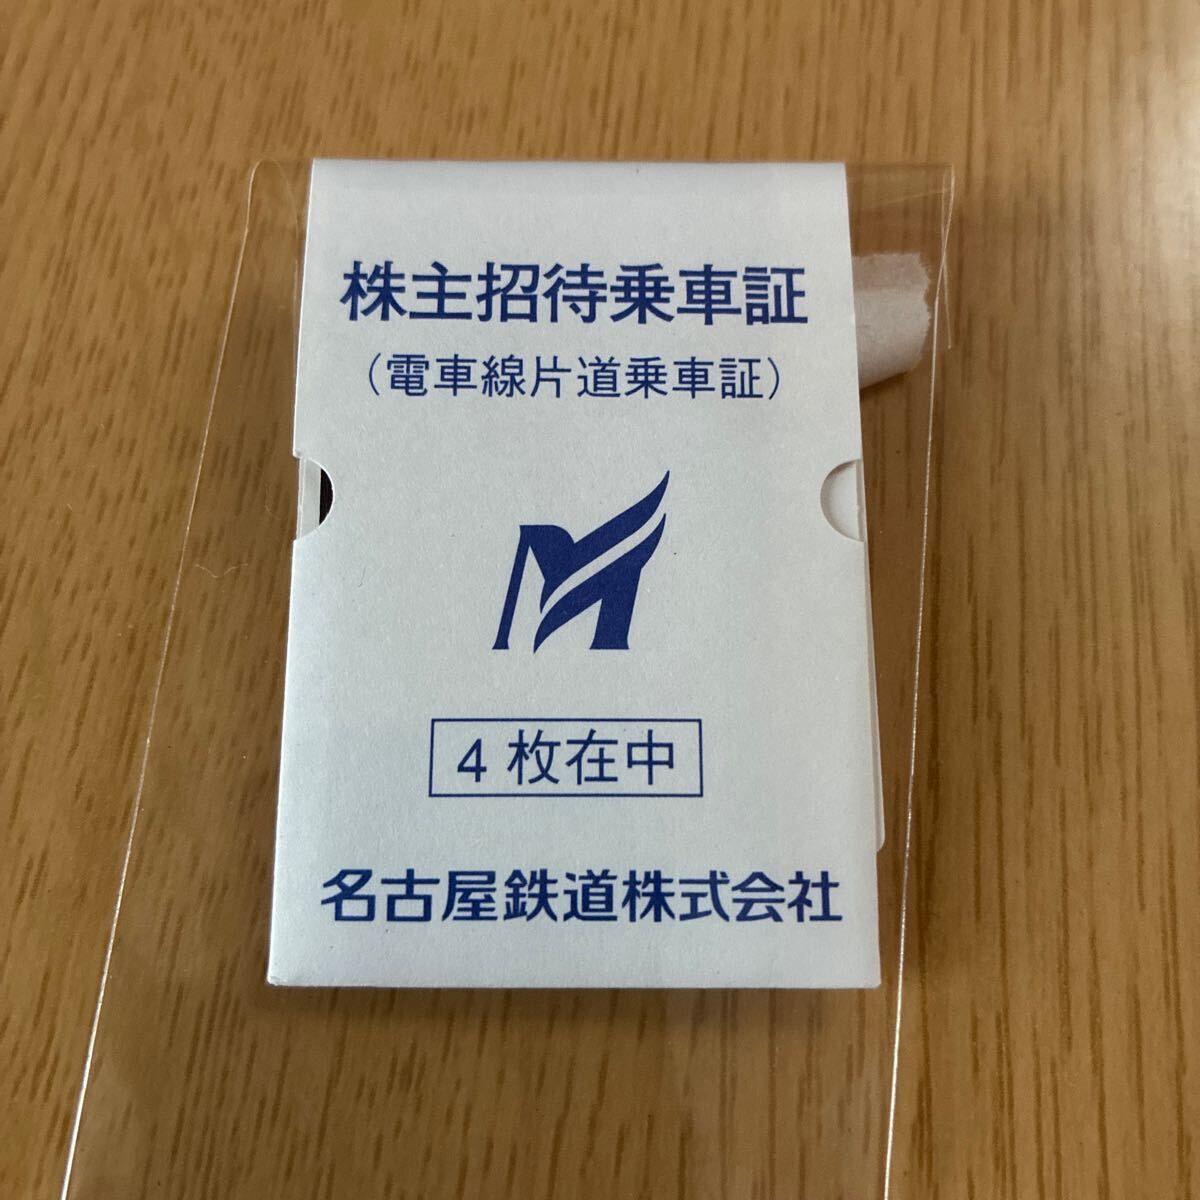 株主招待乗車証
（電車線片道乗車証）
4枚在中
名古屋鉄道株式会社